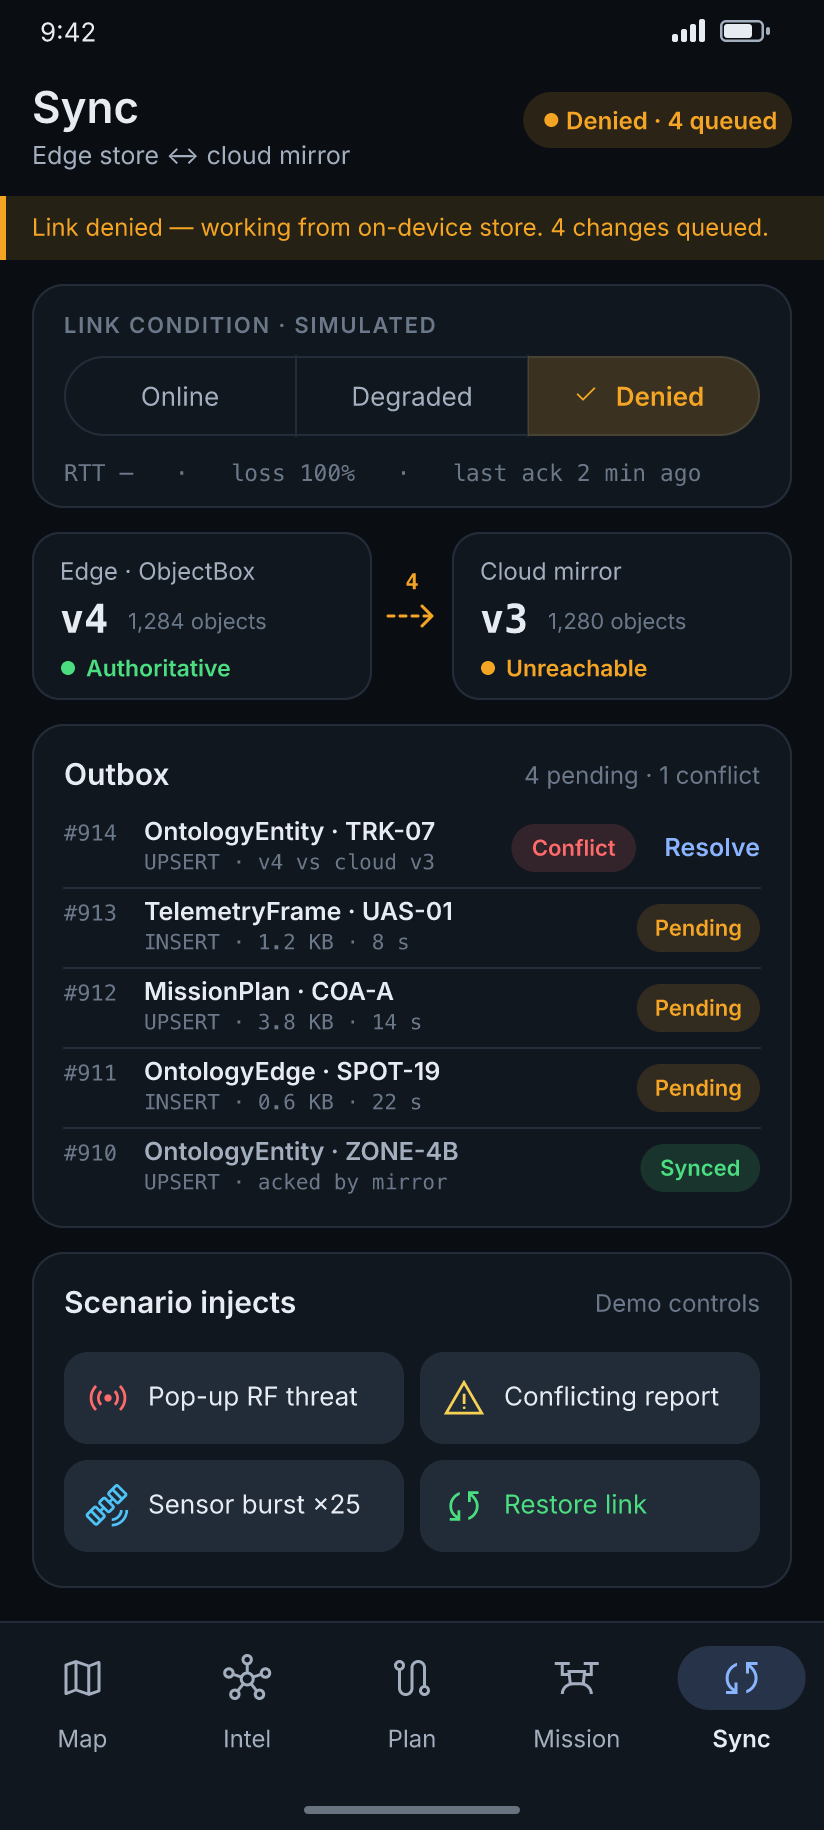 9:42
Sync
Denied · 4 queued
Edge store ↔ cloud mirror
Link denied — working from on-device store. 4 changes queued.
LINK CONDITION · SIMULATED
Online
Degraded
✓ Denied
RTT — · loss 100% · last ack 2 min ago
Edge · ObjectBox
v4 1,284 objects
Authoritative
4
Cloud mirror
v3 1,280 objects
Unreachable
Outbox
4 pending · 1 conflict
#914 OntologyEntity · TRK-07
UPSERT · v4 vs cloud v3
Conflict Resolve
#913 TelemetryFrame · UAS-01
INSERT · 1.2 KB · 8 s
Pending
#912 MissionPlan · COA-A
UPSERT · 3.8 KB · 14 s
Pending
#911 OntologyEdge · SPOT-19
INSERT · 0.6 KB · 22 s
Pending
#910 OntologyEntity · ZONE-4B
UPSERT · acked by mirror
Synced
Scenario injects
Demo controls
Pop-up RF threat
Conflicting report
Sensor burst ×25
Restore link
Map
Intel
Plan
Mission
Sync